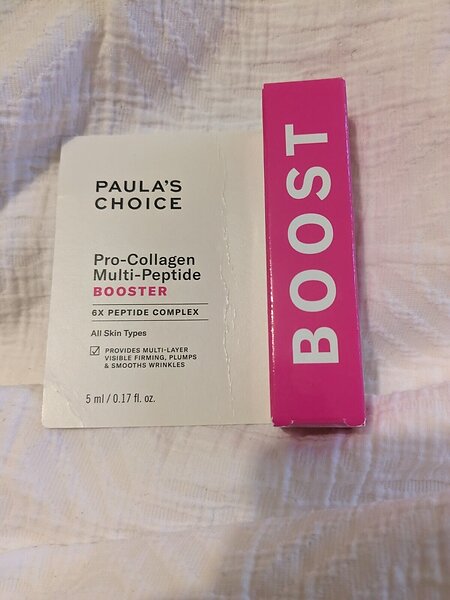 PAULA'S
CHOICE
Pro-Collagen
Multi-Peptide
BOOSTER
6X PEPTIDE COMPLEX
All Skin Types
PROVIDES MULTI-LAYER
VISIBLE FIRMING, PLUMPS
& SMOOTHS WRINKLES
5 ml / 0.17 fl. oz.
BOOST